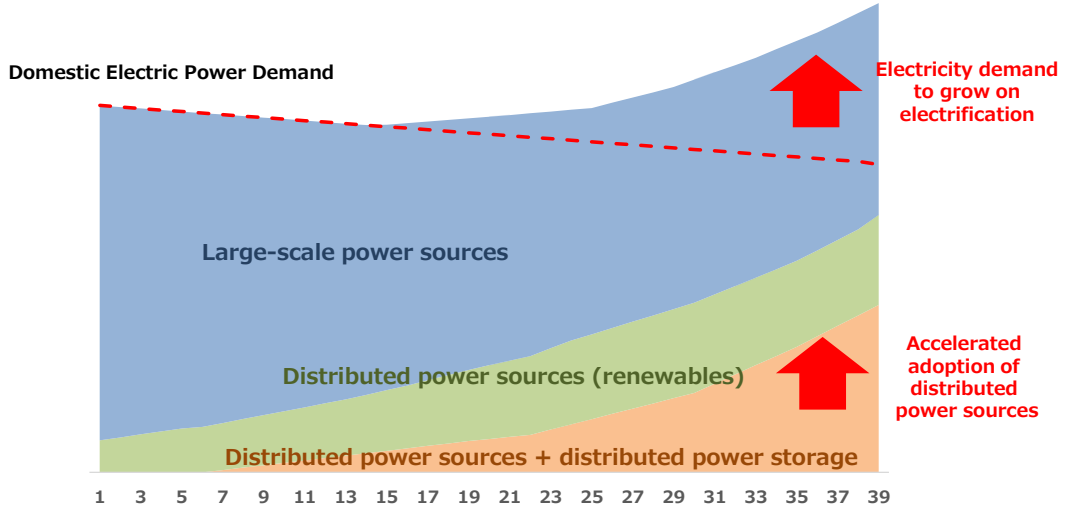 Domestic Electric Power Demand
Electricity demand
to grow on
electrification
Large-scale power sources
Distributed power sources (renewables)
Accelerated
adoption of
distributed
power sources
Distributed power sources + distributed power storage
1 3 5 7 9 11 13 15 17 19 21 23 25 27 29 31 33 35 37 39